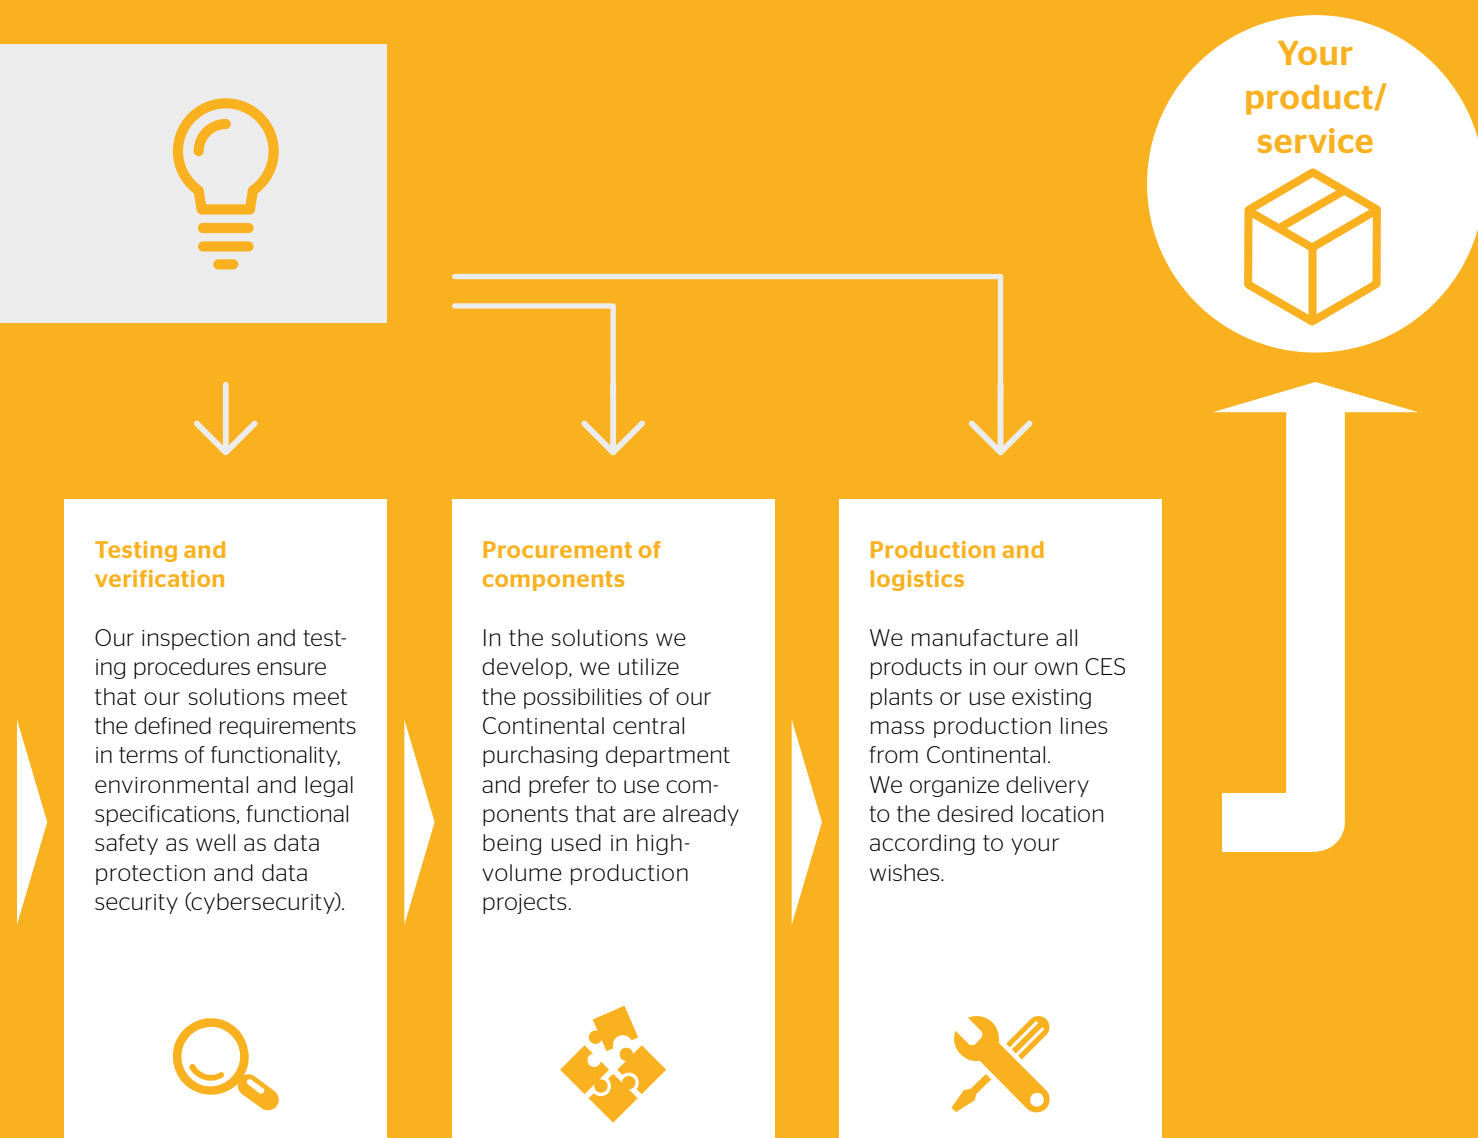 Your
product/
service
Testing and
verification
Our inspection and test-
ing procedures ensure
that our solutions meet
the defined requirements
in terms of functionality,
environmental and legal
specifications, functional
safety as well as data
protection and data
security (cybersecurity).
Procurement of
components
In the solutions we
develop, we utilize
the possibilities of our
Continental central
purchasing department
and prefer to use com-
ponents that are already
being used in high-
volume production
projects.
Production and
logistics
We manufacture all
products in our own CES
plants or use existing
mass production lines
from Continental.
We organize delivery
to the desired location
according to your
wishes.